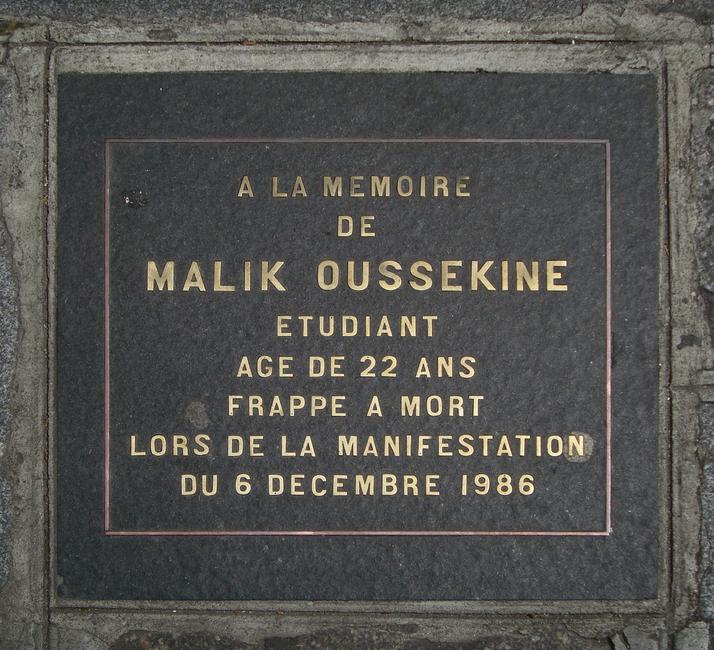 A LA MEMOIRE
DE
MALIK OUSSEKINE
ETUDIANT
AGE DE 22 ANS
FRAPPE A MORT
LORS DE LA MANIFESTATION
DU 6 DECEMBRE 1986